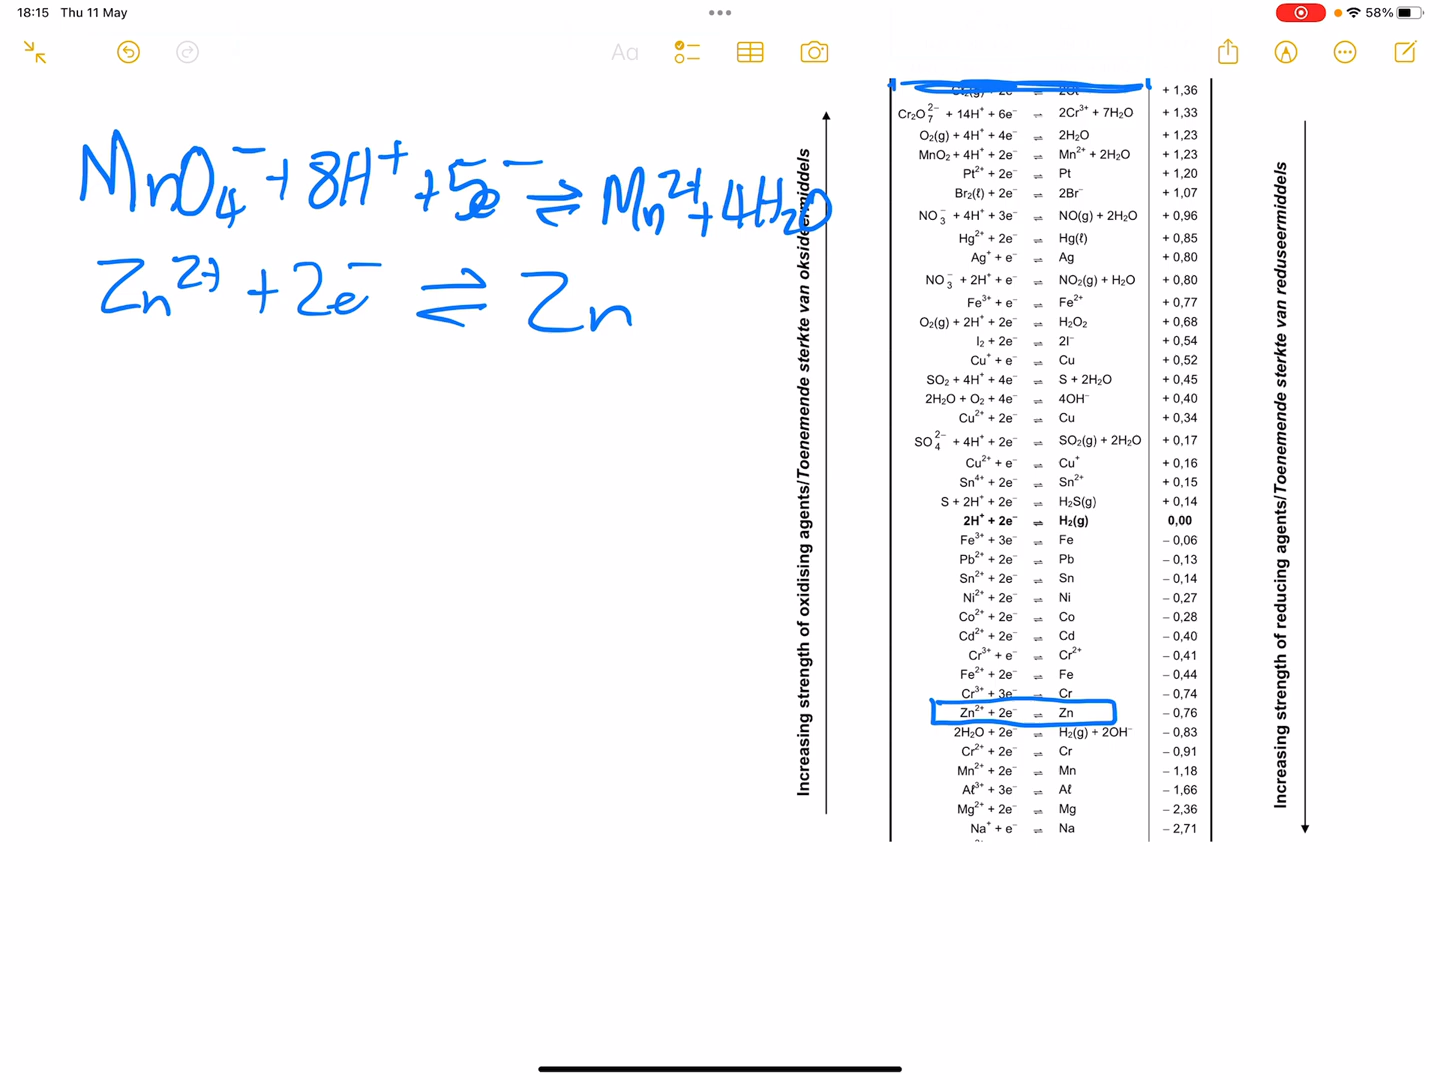 18:15 Thu 11 May
58%
Aa
MnO₄⁻ + 8H⁺ + 5e⁻ ⇌ Mn²⁺ + 4H₂O
Zn²⁺ + 2e⁻ ⇌ Zn
Increasing strength of oxidising agents/Toenemende sterkte van oksideermiddels
+ 1,36
Cr₂O₇²⁻ + 14H⁺ + 6e⁻ ⇌ 2Cr³⁺ + 7H₂O + 1,33
O₂(g) + 4H⁺ + 4e⁻ ⇌ 2H₂O + 1,23
MnO₂ + 4H⁺ + 2e⁻ ⇌ Mn²⁺ + 2H₂O + 1,23
Pt²⁺ + 2e⁻ ⇌ Pt + 1,20
Br₂(ℓ) + 2e⁻ ⇌ 2Br⁻ + 1,07
NO₃⁻ + 4H⁺ + 3e⁻ ⇌ NO(g) + 2H₂O + 0,96
Hg²⁺ + 2e⁻ ⇌ Hg(ℓ) + 0,85
Ag⁺ + e⁻ ⇌ Ag + 0,80
NO₃⁻ + 2H⁺ + e⁻ ⇌ NO₂(g) + H₂O + 0,80
Fe³⁺ + e⁻ ⇌ Fe²⁺ + 0,77
O₂(g) + 2H⁺ + 2e⁻ ⇌ H₂O₂ + 0,68
I₂ + 2e⁻ ⇌ 2I⁻ + 0,54
Cu⁺ + e⁻ ⇌ Cu + 0,52
SO₂ + 4H⁺ + 4e⁻ ⇌ S + 2H₂O + 0,45
2H₂O + O₂ + 4e⁻ ⇌ 4OH⁻ + 0,40
Cu²⁺ + 2e⁻ ⇌ Cu + 0,34
SO₄²⁻ + 4H⁺ + 2e⁻ ⇌ SO₂(g) + 2H₂O + 0,17
Cu²⁺ + e⁻ ⇌ Cu⁺ + 0,16
Sn⁴⁺ + 2e⁻ ⇌ Sn²⁺ + 0,15
S + 2H⁺ + 2e⁻ ⇌ H₂S(g) + 0,14
2H⁺ + 2e⁻ ⇌ H₂(g) 0,00
Fe³⁺ + 3e⁻ ⇌ Fe − 0,06
Pb²⁺ + 2e⁻ ⇌ Pb − 0,13
Sn²⁺ + 2e⁻ ⇌ Sn − 0,14
Ni²⁺ + 2e⁻ ⇌ Ni − 0,27
Co²⁺ + 2e⁻ ⇌ Co − 0,28
Cd²⁺ + 2e⁻ ⇌ Cd − 0,40
Cr³⁺ + e⁻ ⇌ Cr²⁺ − 0,41
Fe²⁺ + 2e⁻ ⇌ Fe − 0,44
Cr³⁺ + 3e⁻ ⇌ Cr − 0,74
Zn²⁺ + 2e⁻ ⇌ Zn − 0,76
2H₂O + 2e⁻ ⇌ H₂(g) + 2OH⁻ − 0,83
Cr²⁺ + 2e⁻ ⇌ Cr − 0,91
Mn²⁺ + 2e⁻ ⇌ Mn − 1,18
Aℓ³⁺ + 3e⁻ ⇌ Aℓ − 1,66
Mg²⁺ + 2e⁻ ⇌ Mg − 2,36
Na⁺ + e⁻ ⇌ Na − 2,71
Increasing strength of reducing agents/Toenemende sterkte van reduseermiddels